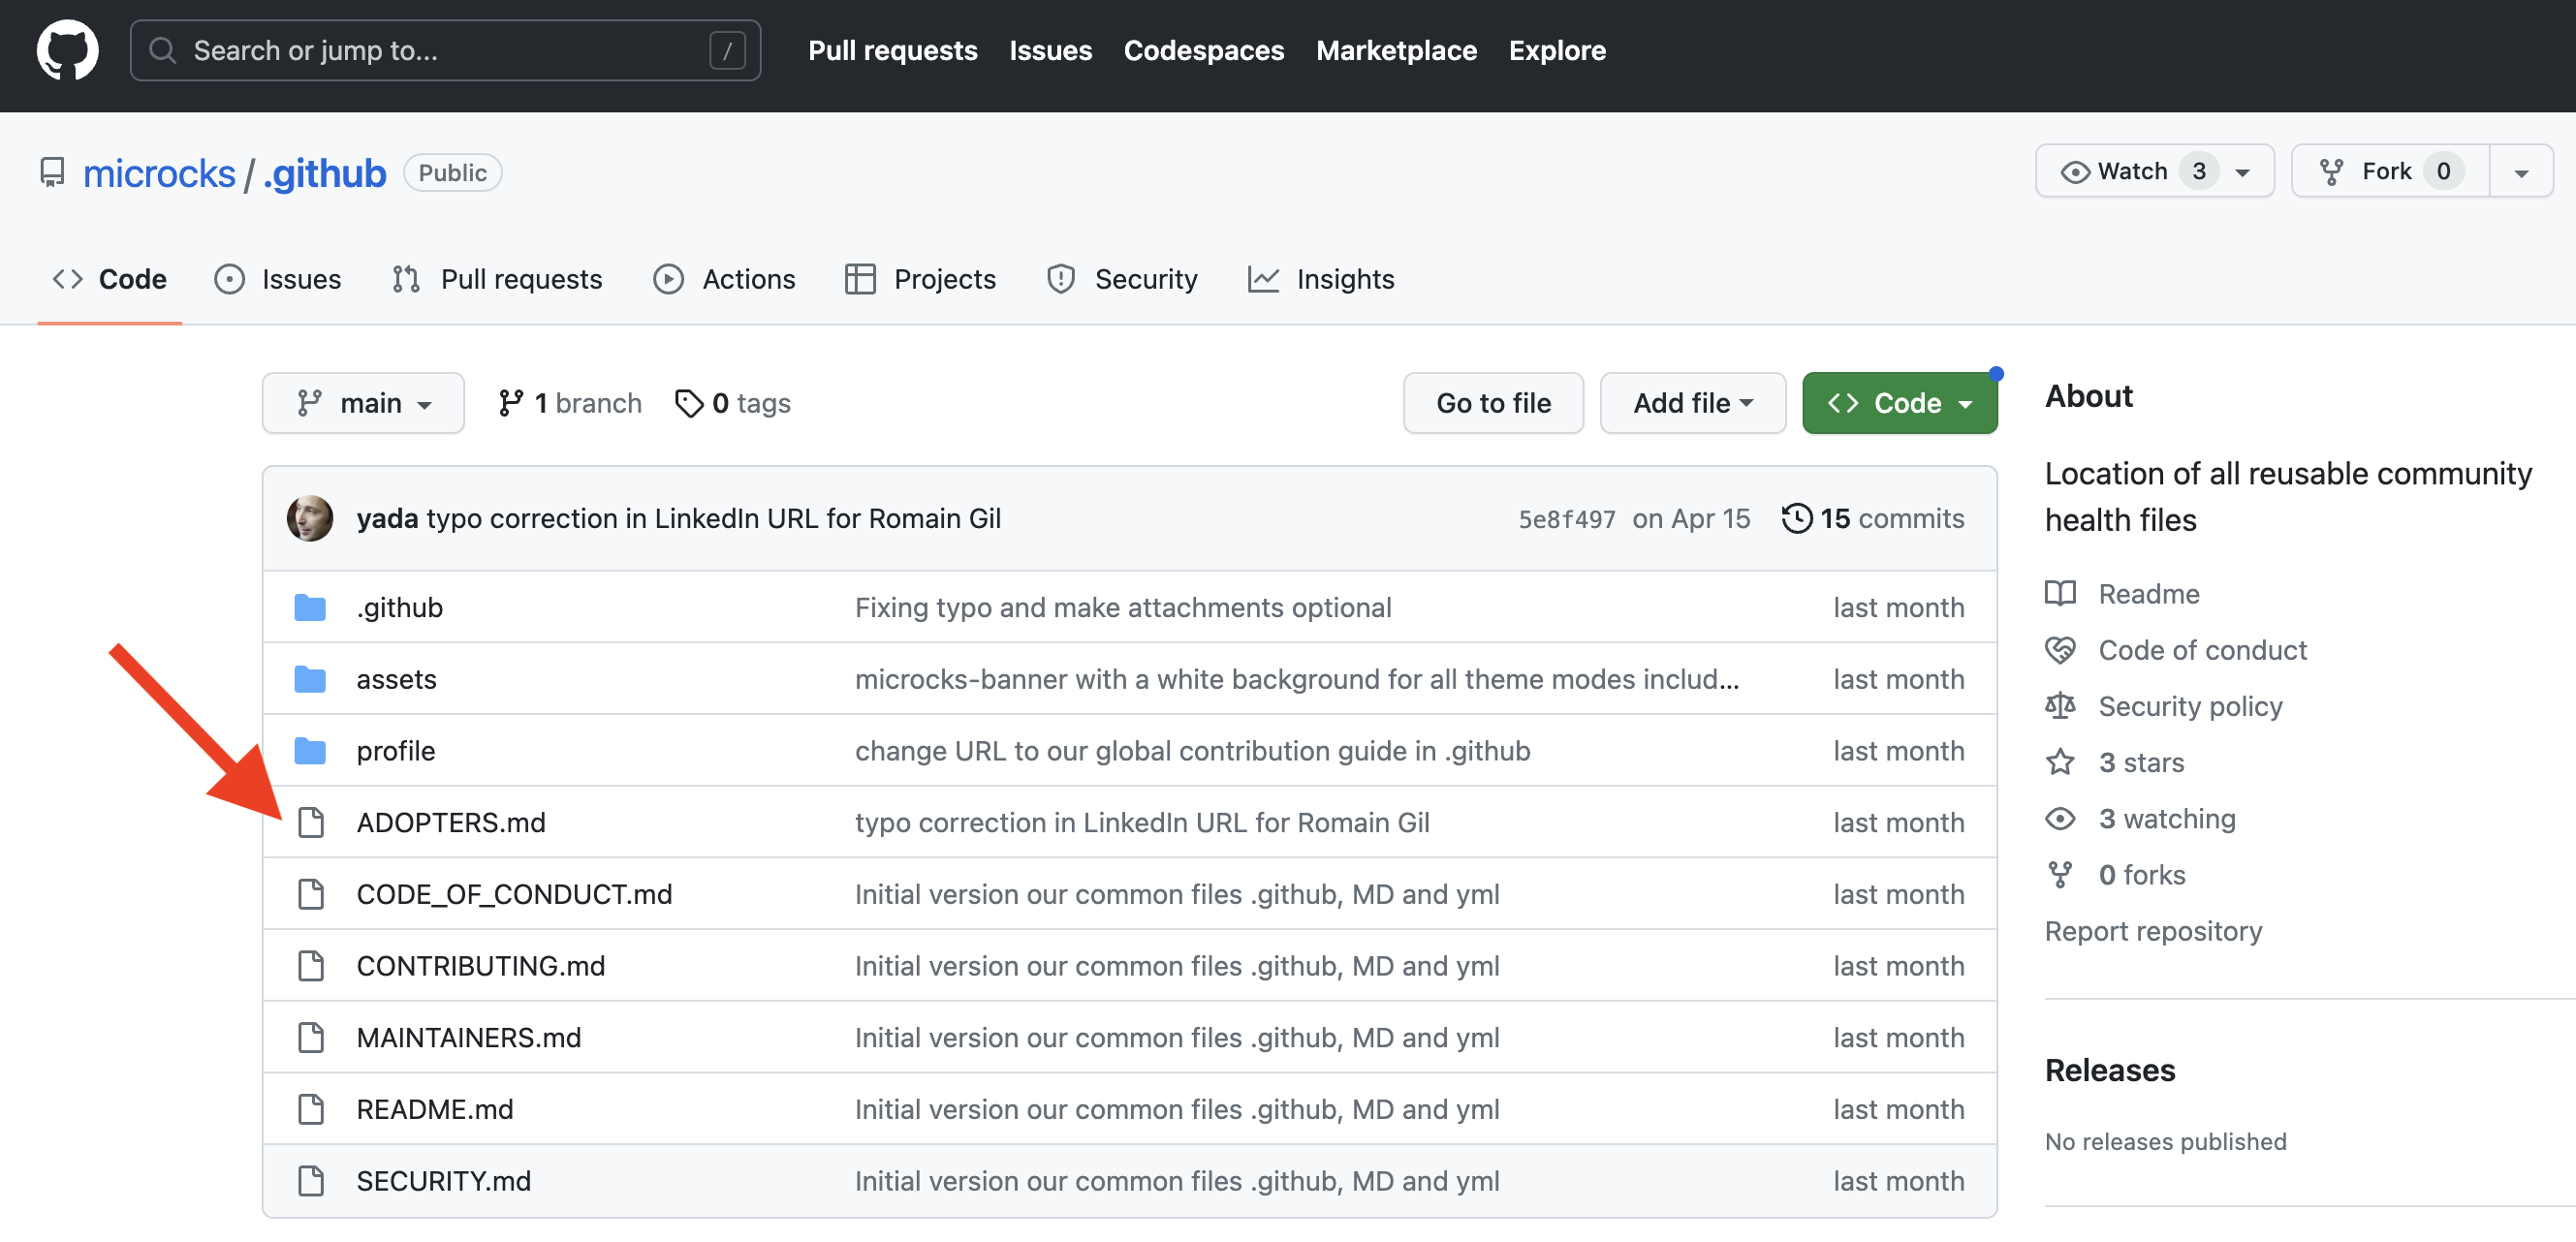 Search or jump to... /
Pull requests Issues Codespaces Marketplace Explore
microcks / .github Public
Watch 3 Fork 0
Code Issues Pull requests Actions Projects Security Insights
main 1 branch 0 tags Go to file Add file Code
yada typo correction in LinkedIn URL for Romain Gil 5e8f497 on Apr 15 15 commits
.github Fixing typo and make attachments optional last month
assets microcks-banner with a white background for all theme modes includ... last month
profile change URL to our global contribution guide in .github last month
ADOPTERS.md typo correction in LinkedIn URL for Romain Gil last month
CODE_OF_CONDUCT.md Initial version our common files .github, MD and yml last month
CONTRIBUTING.md Initial version our common files .github, MD and yml last month
MAINTAINERS.md Initial version our common files .github, MD and yml last month
README.md Initial version our common files .github, MD and yml last month
SECURITY.md Initial version our common files .github, MD and yml last month
About
Location of all reusable community
health files
Readme
Code of conduct
Security policy
3 stars
3 watching
0 forks
Report repository
Releases
No releases published